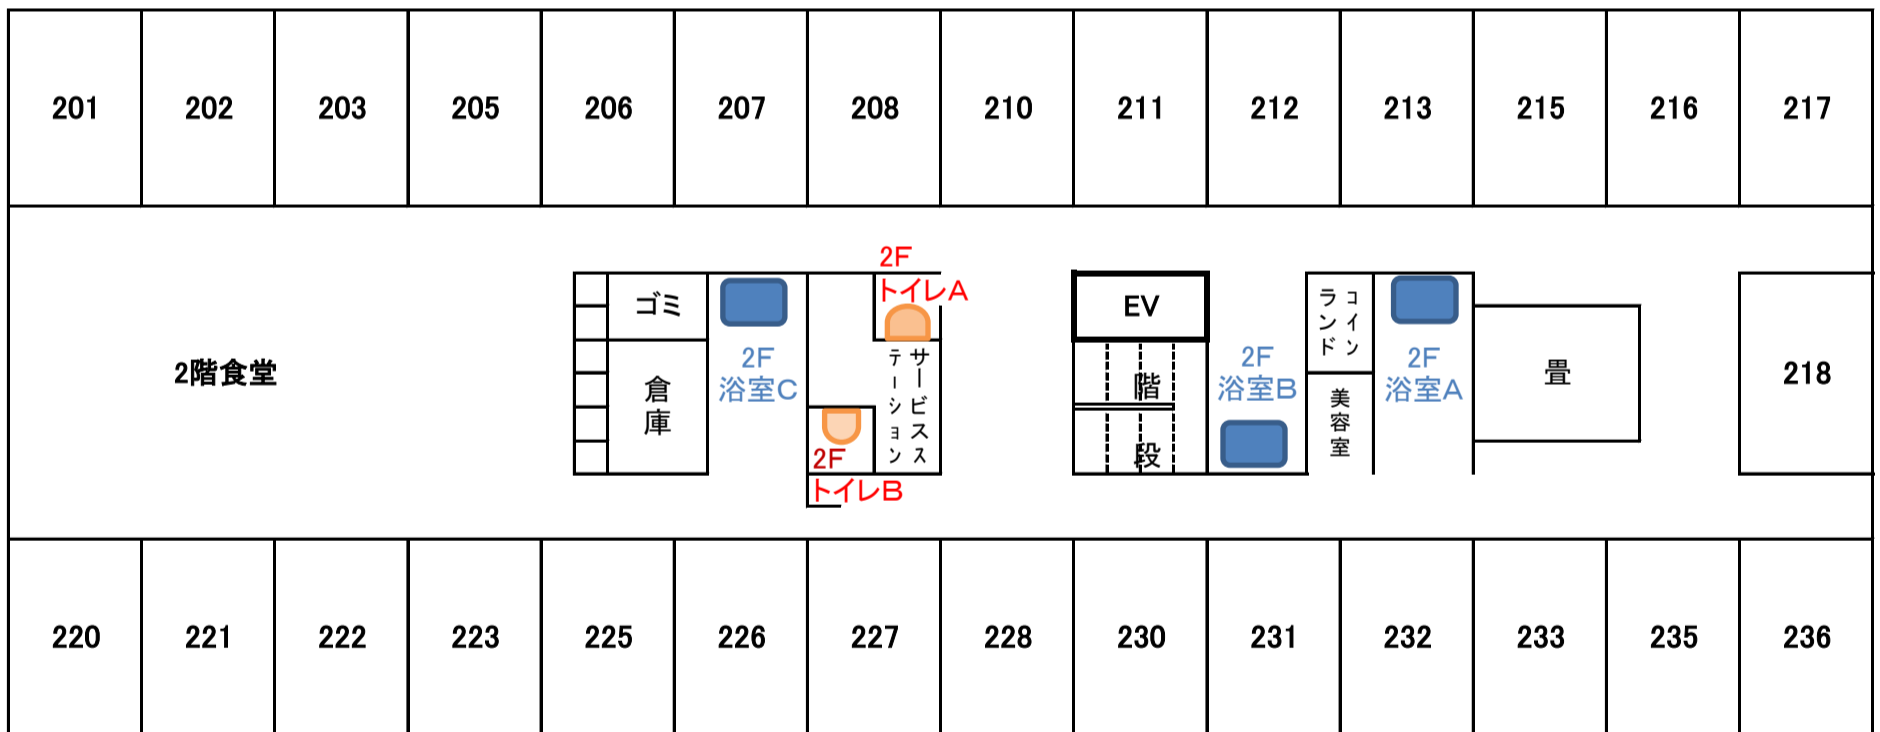 201 202 203 205 206 207 208 210 211 212 213 215 216 217
2F
トイレA
ゴミ
EV
コイン
ランド
2F
浴室C
サービスス
テーション
2F
浴室B
2F
浴室A
2階食堂
倉庫
階段
美容室
畳
218
2F
トイレB
220 221 222 223 225 226 227 228 230 231 232 233 235 236